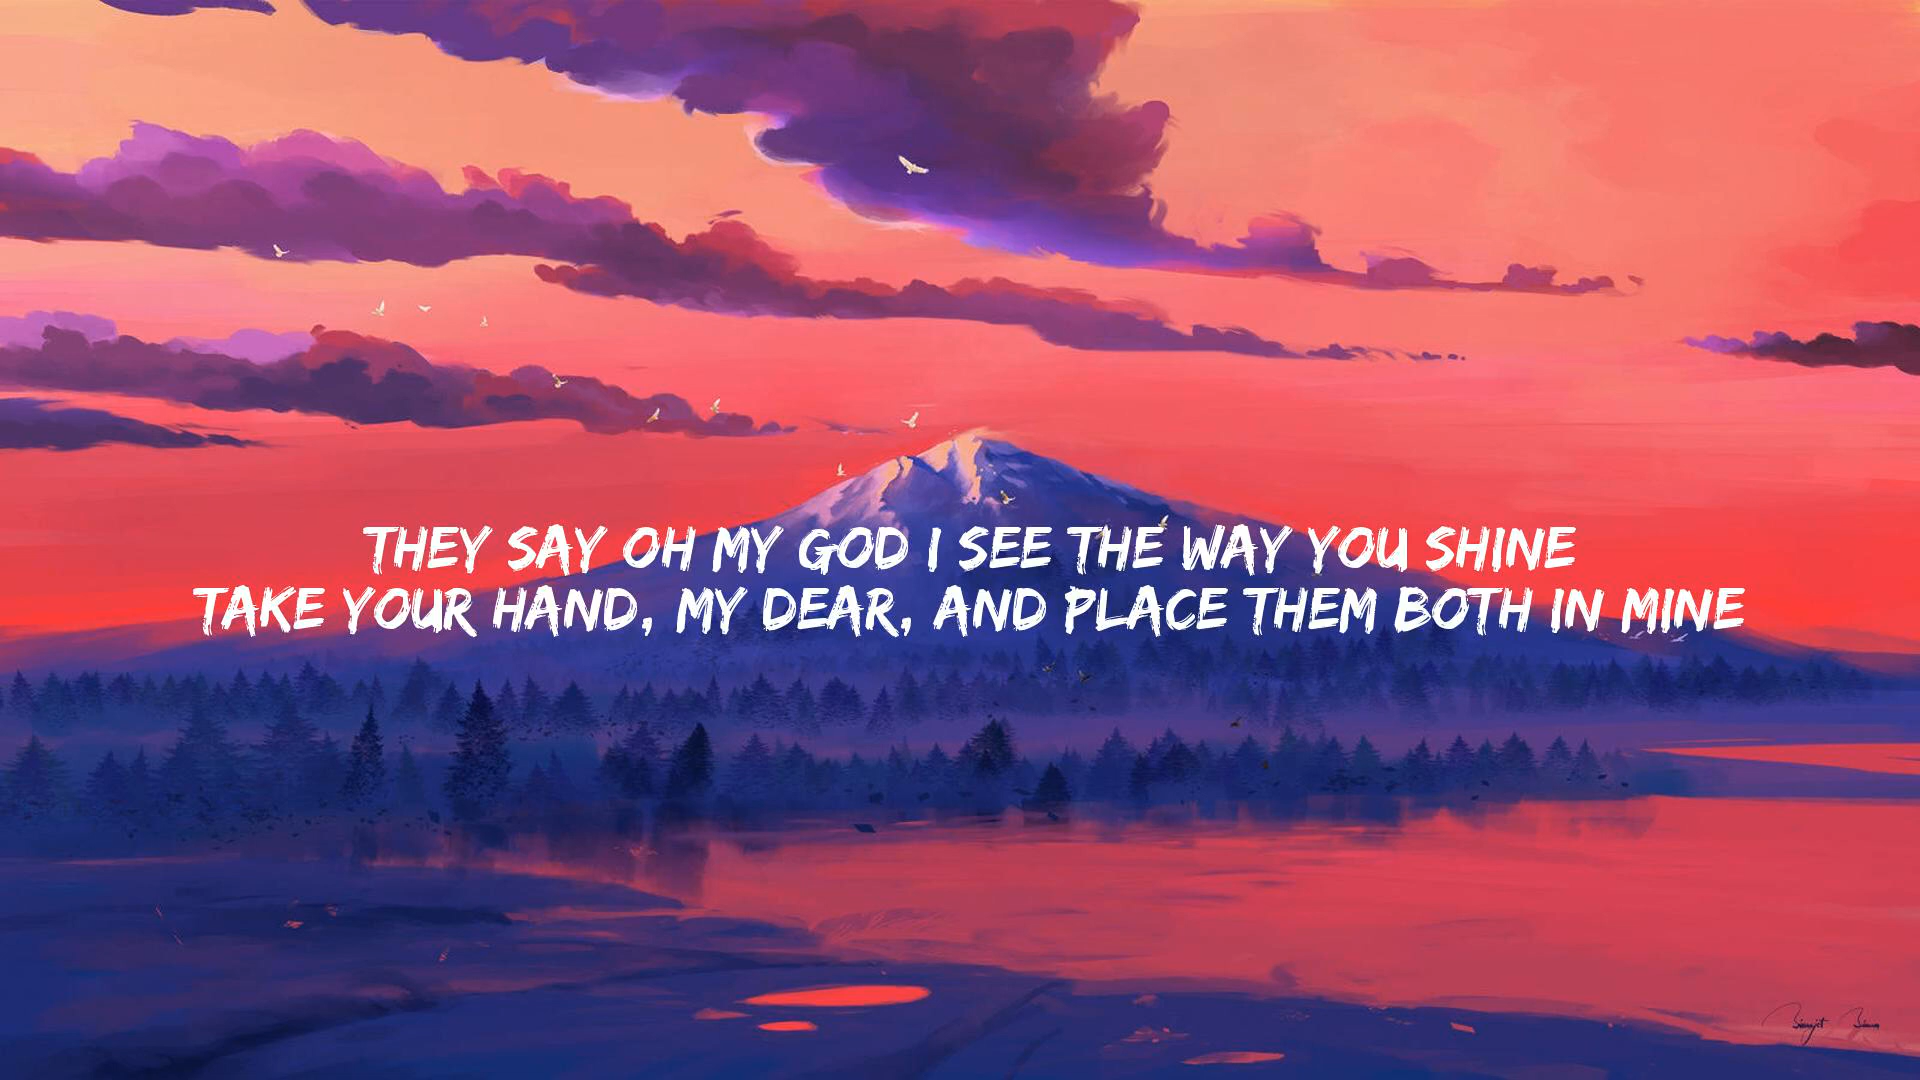 THEY SAY OH MY GOD I SEE THE WAY YOU SHINE
TAKE YOUR HAND, MY DEAR, AND PLACE THEM BOTH IN MINE